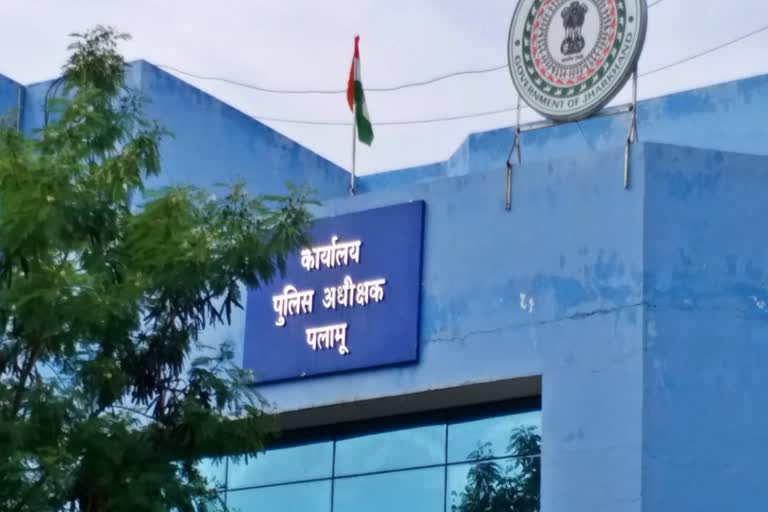 GOVERNMENT OF JHARKHAND
कार्यालय
पुलिस अधीक्षक
पलामू